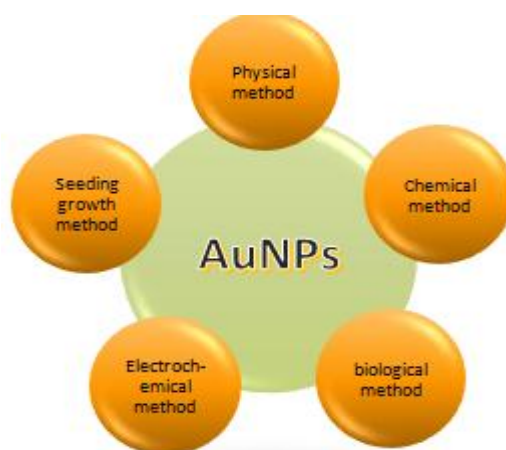 Physical
method
Chemical
method
biological
method
Electroch-
emical
method
Seeding
growth
method
AuNPs